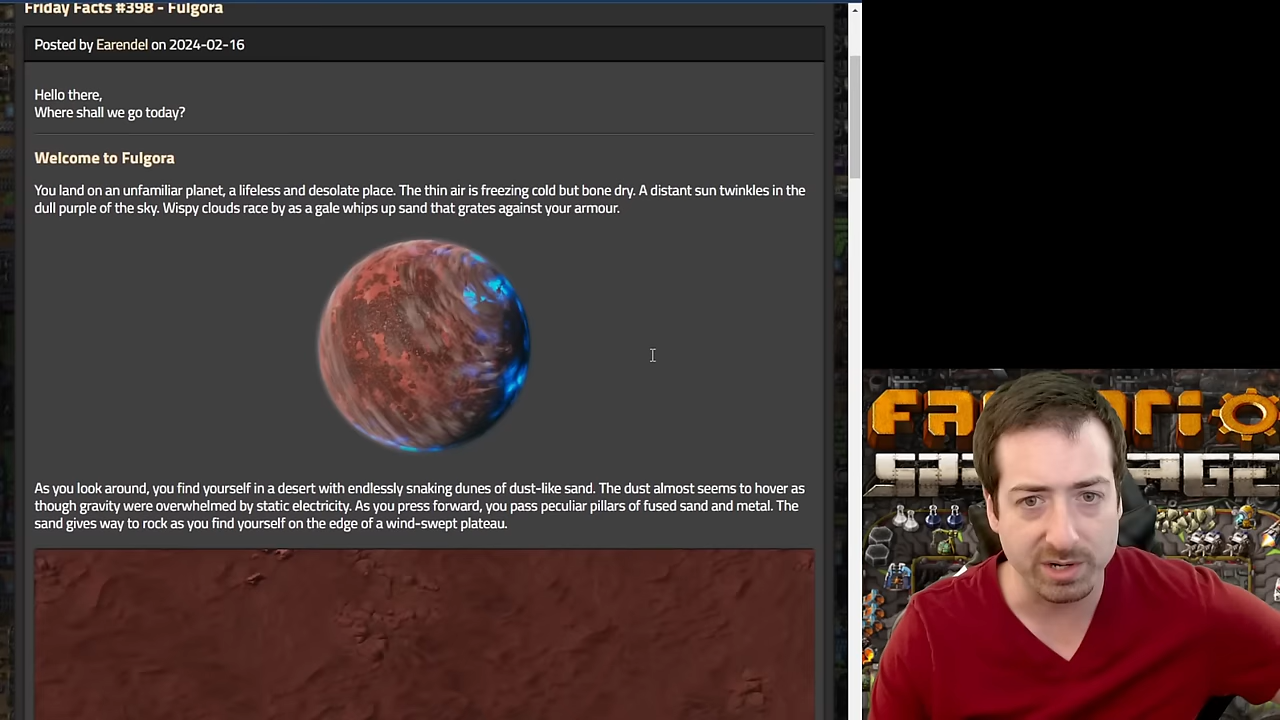 Friday Facts #398 - Fulgora
Posted by Earendel on 2024-02-16
Hello there,
Where shall we go today?
Welcome to Fulgora
You land on an unfamiliar planet, a lifeless and desolate place. The thin air is freezing cold but bone dry. A distant sun twinkles in the
dull purple of the sky. Wispy clouds race by as a gale whips up sand that grates against your armour.
As you look around, you find yourself in a desert with endlessly snaking dunes of dust-like sand. The dust almost seems to hover as
though gravity were overwhelmed by static electricity. As you press forward, you pass peculiar pillars of fused sand and metal. The
sand gives way to rock as you find yourself on the edge of a wind-swept plateau.